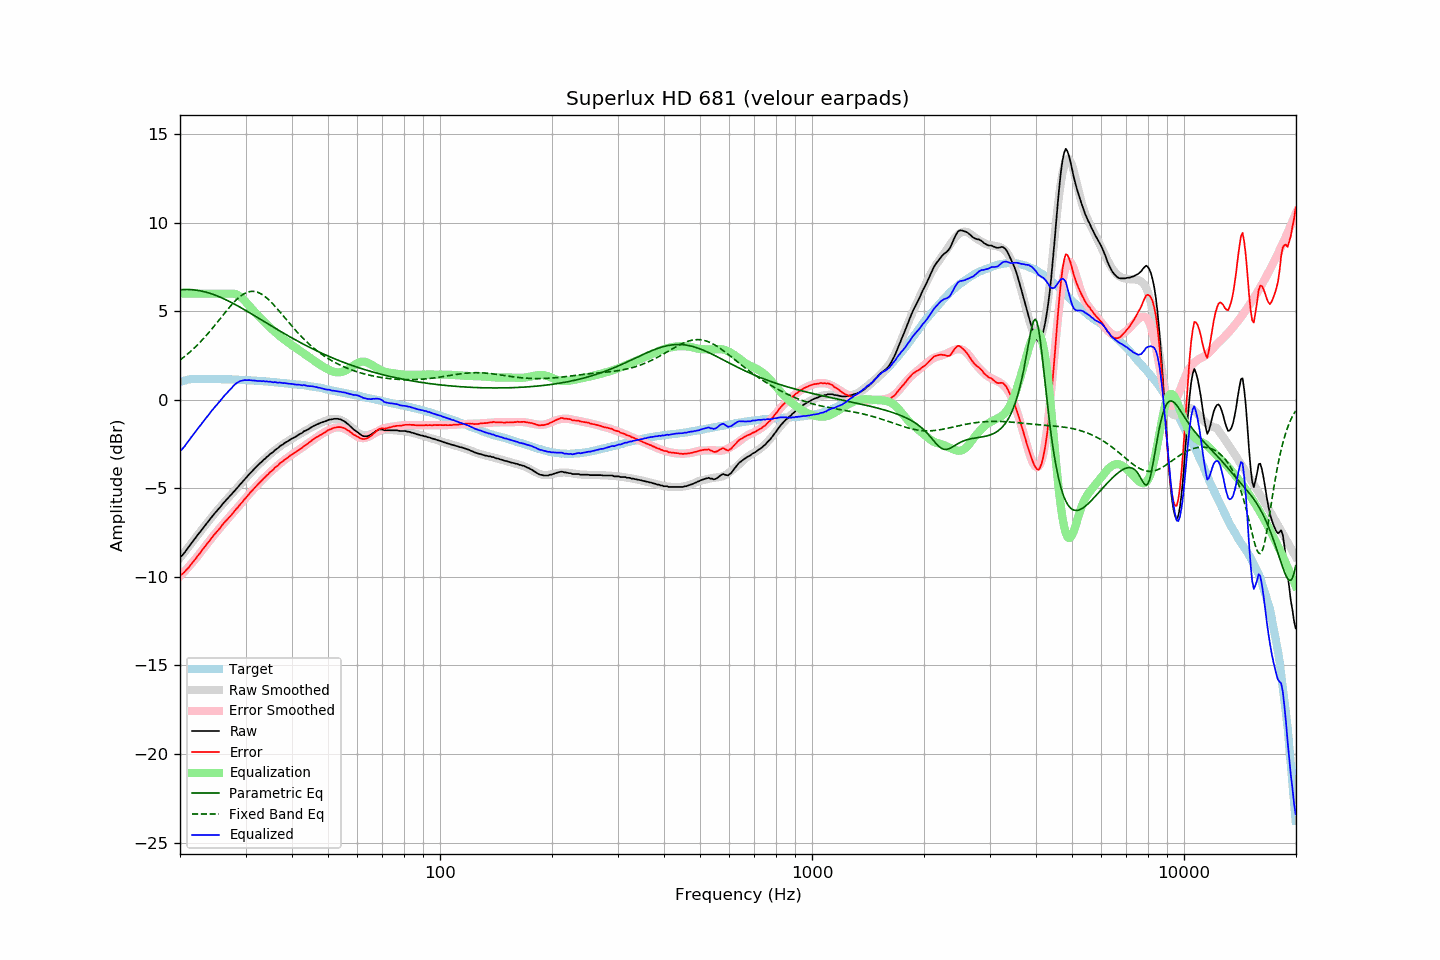 Superlux HD 681 (velour earpads)
15
10
5
0
−5
−10
−15
−20
−25
Amplitude (dBr)
Target
Raw Smoothed
Error Smoothed
Raw
Error
Equalization
Parametric Eq
Fixed Band Eq
Equalized
100
1000
10000
Frequency (Hz)